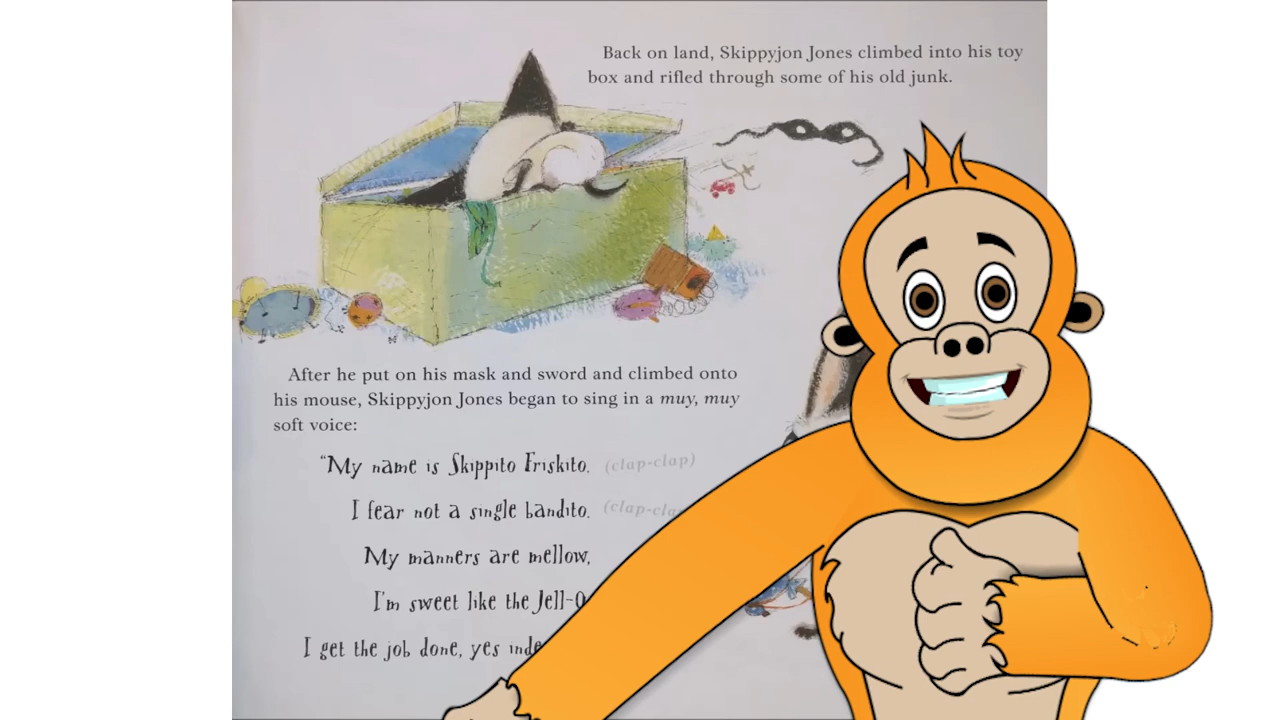 Back on land, Skippyjon Jones climbed into his toy
box and rifled through some of his old junk.
After he put on his mask and sword and climbed onto
his mouse, Skippyjon Jones began to sing in a muy, muy
soft voice:
"My name is Skippito Friskito. (clap-clap)
I fear not a single bandito. (clap-clap
My manners are mellow,
I'm sweet like the Jell-O
I get the job done, yes